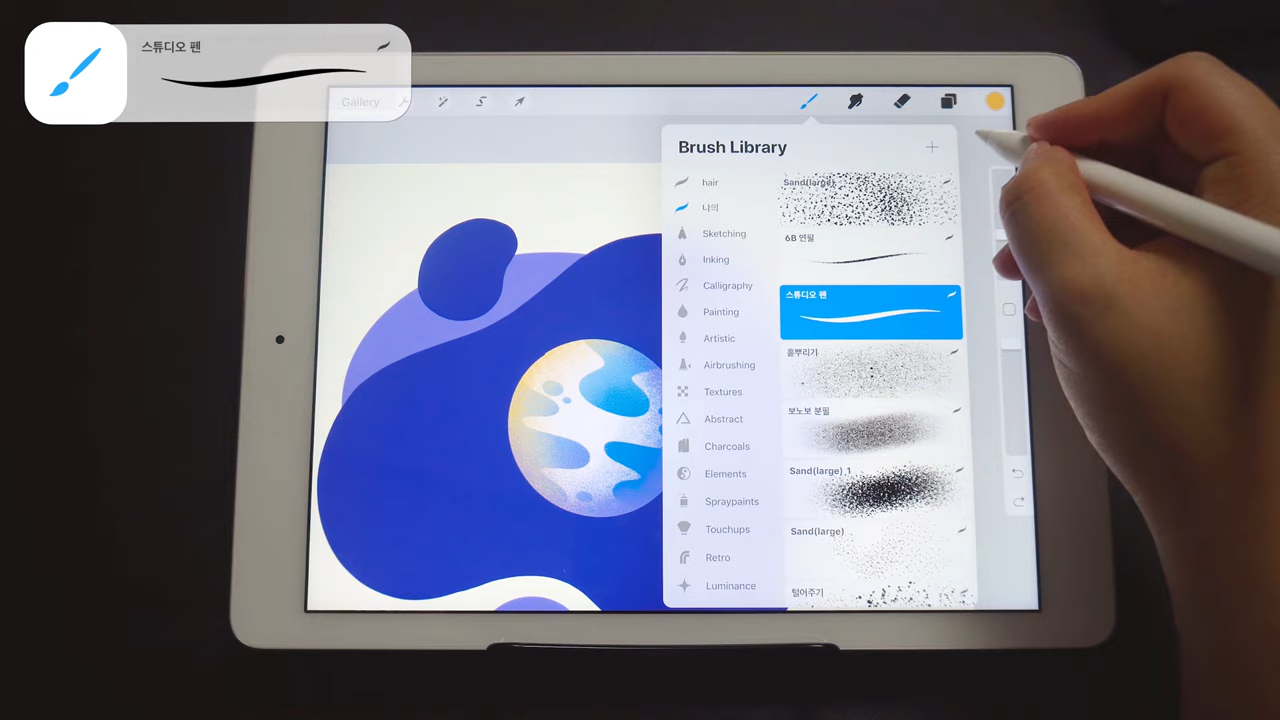 스튜디오 펜
Gallery
Brush Library
hair
나의
Sketching
Inking
Calligraphy
Painting
Artistic
Airbrushing
Textures
Abstract
Charcoals
Elements
Spraypaints
Touchups
Retro
Luminance
Sand(large)
6B 연필
스튜디오 펜
흩뿌리기
보노보 분필
Sand(large) 1
Sand(large)
털어주기